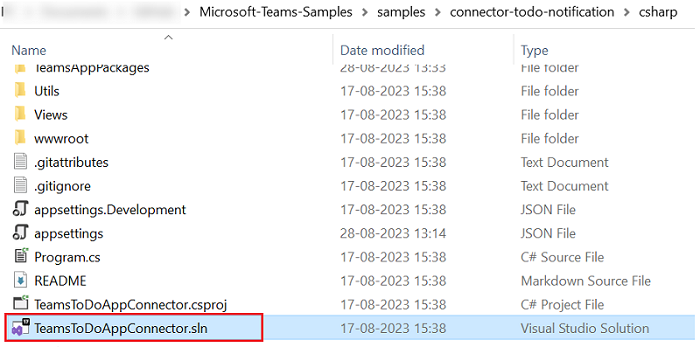 Microsoft-Teams-Samples > samples > connector-todo-notification > csharp
Name Date modified Type
TeamsAppPackages 28-08-2023 13:33 File folder
Utils 17-08-2023 15:38 File folder
Views 17-08-2023 15:38 File folder
wwwroot 17-08-2023 15:38 File folder
.gitattributes 17-08-2023 15:38 Text Document
.gitignore 17-08-2023 15:38 Text Document
appsettings.Development 17-08-2023 15:38 JSON File
appsettings 28-08-2023 13:14 JSON File
Program.cs 17-08-2023 15:38 C# Source File
README 17-08-2023 15:38 Markdown Source File
TeamsToDoAppConnector.csproj 17-08-2023 15:38 C# Project File
TeamsToDoAppConnector.sln 17-08-2023 15:38 Visual Studio Solution